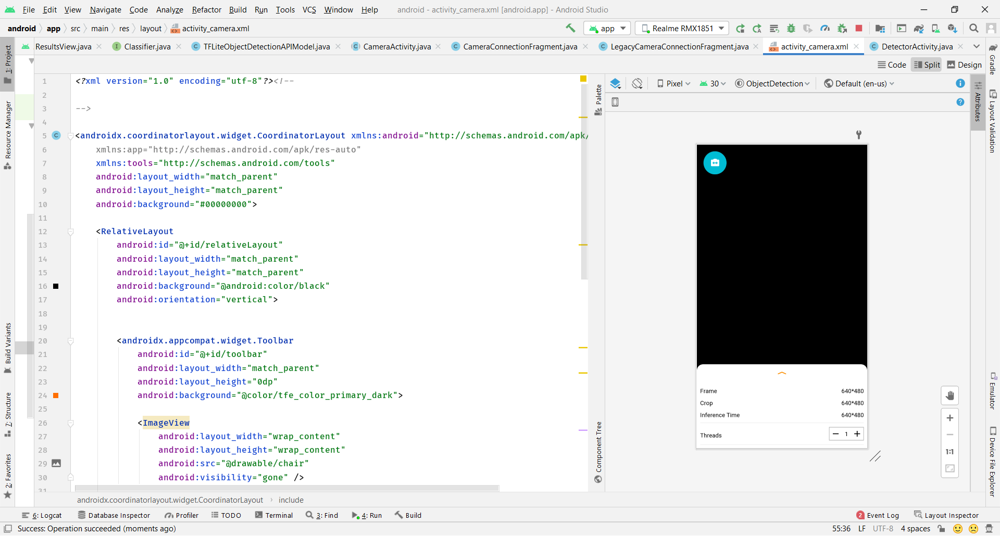 File Edit View Navigate Code Analyze Refactor Build Run Tools VCS Window Help android - activity_camera.xml [android.app] - Android Studio
android app src main res layout activity_camera.xml app Realme RMX1851
ResultsView.java Classifier.java TFLiteObjectDetectionAPIModel.java CameraActivity.java CameraConnectionFragment.java LegacyCameraConnectionFragment.java activity_camera.xml DetectorActivity.java
Code Split Design
1: Project
Resource Manager
Build Variants
7: Structure
2: Favorites
1 <?xml version="1.0" encoding="utf-8"?><!--
2
3 -->
4
5 <androidx.coordinatorlayout.widget.CoordinatorLayout xmlns:android="http://schemas.android.com/apk/
6 xmlns:app="http://schemas.android.com/apk/res-auto"
7 xmlns:tools="http://schemas.android.com/tools"
8 android:layout_width="match_parent"
9 android:layout_height="match_parent"
10 android:background="#00000000">
11
12 <RelativeLayout
13 android:id="@+id/relativeLayout"
14 android:layout_width="match_parent"
15 android:layout_height="match_parent"
16 android:background="@android:color/black"
17 android:orientation="vertical">
18
19
20 <androidx.appcompat.widget.Toolbar
21 android:id="@+id/toolbar"
22 android:layout_width="match_parent"
23 android:layout_height="0dp"
24 android:background="@color/tfe_color_primary_dark">
25
26 <ImageView
27 android:layout_width="wrap_content"
28 android:layout_height="wrap_content"
29 android:src="@drawable/chair"
30 android:visibility="gone" />
31
androidx.coordinatorlayout.widget.CoordinatorLayout › include
Palette
Component Tree
Pixel 30 ObjectDetection Default (en-us)
Frame 640*480
Crop 640*480
Inference Time 640*480
Threads 1
1:1
Attributes
Gradle
Layout Validation
Emulator
Device File Explorer
6: Logcat Database Inspector Profiler TODO Terminal 3: Find 4: Run Build 2 Event Log Layout Inspector
Success: Operation succeeded (moments ago) 55:36 LF UTF-8 4 spaces